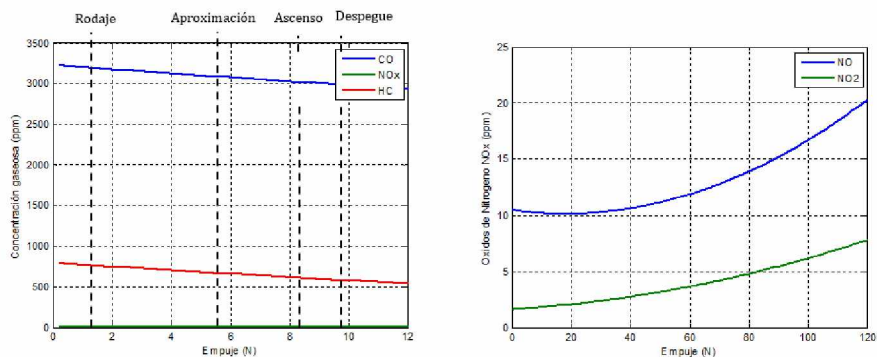 Rodaje Aproximación Ascenso Despegue
3500
3000
2500
2000
1500
1000
500
0
Concentración gaseosa (ppm)
CO
NOx
HC
0 2 4 6 8 10 12
Empuje (N)
25
20
15
10
5
0
Oxidos de Nitrogeno NOx (ppm)
NO
NO2
0 20 40 60 80 100 120
Empuje (N)